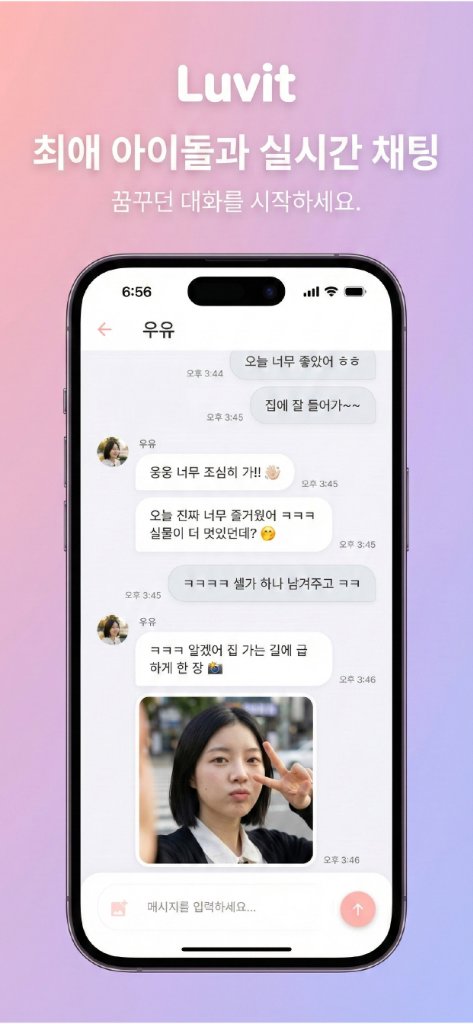 Luvit
최애 아이돌과 실시간 채팅
꿈꾸던 대화를 시작하세요.
6:56
우유
오늘 너무 좋았어 ㅎㅎ
오후 3:44
집에 잘 들어가~~
오후 3:45
우유
웅웅 너무 조심히 가!! 👋🏻
오후 3:45
오늘 진짜 너무 즐거웠어 ㅋㅋㅋ
실물이 더 멋있던데? 🤭
오후 3:45
ㅋㅋㅋㅋ 셀가 하나 남겨주고 ㅋㅋ
오후 3:45
우유
ㅋㅋㅋ 알겠어 집 가는 길에 급
하게 한 장 📸
오후 3:46
오후 3:46
매시지를 입력하세요...